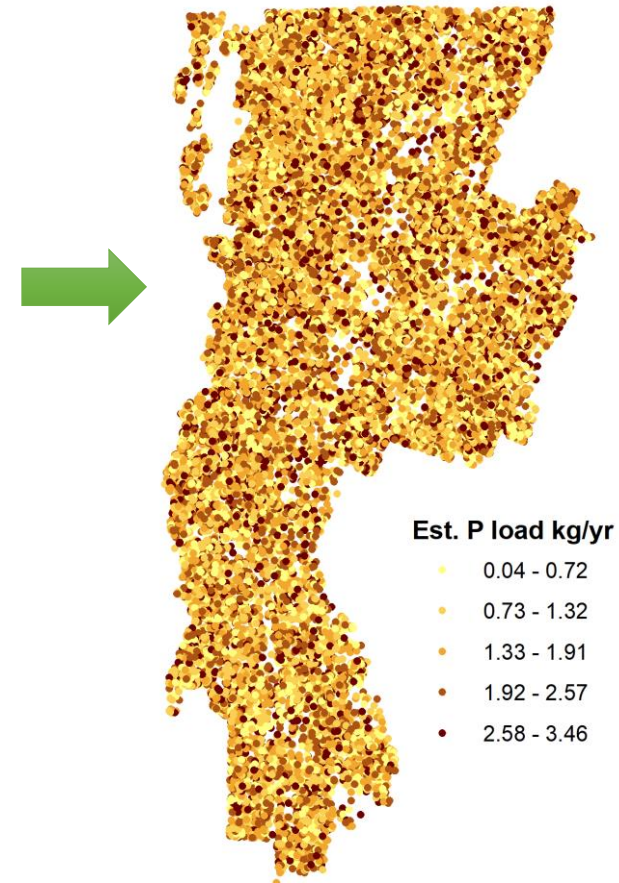 Est. P load kg/yr
0.04 - 0.72
0.73 - 1.32
1.33 - 1.91
1.92 - 2.57
2.58 - 3.46